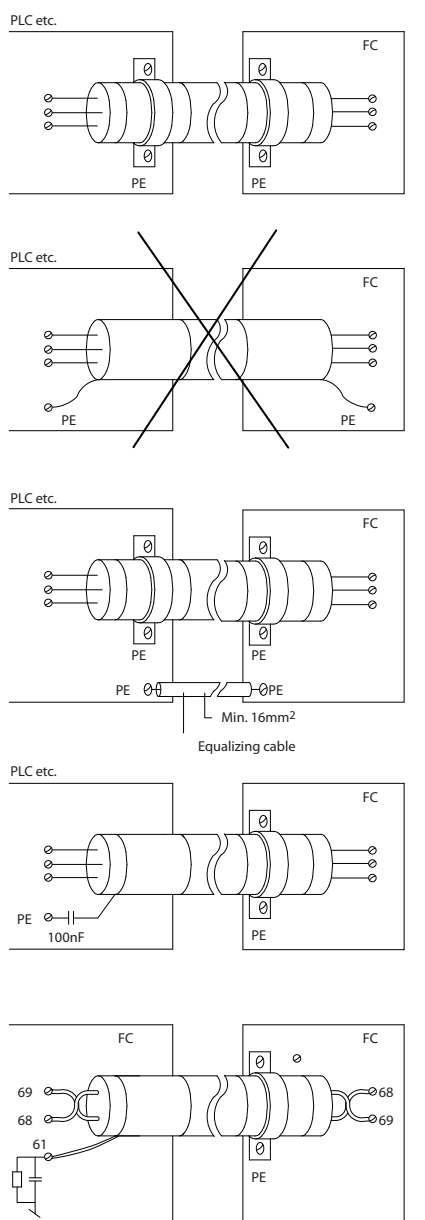 PLC etc.
FC
PE
PE
PLC etc.
FC
PE
PE
PLC etc.
FC
PE
PE
PE
PE
Min. 16mm2
Equalizing cable
PLC etc.
FC
PE
100nF
PE
FC
FC
69
68
68
69
61
PE